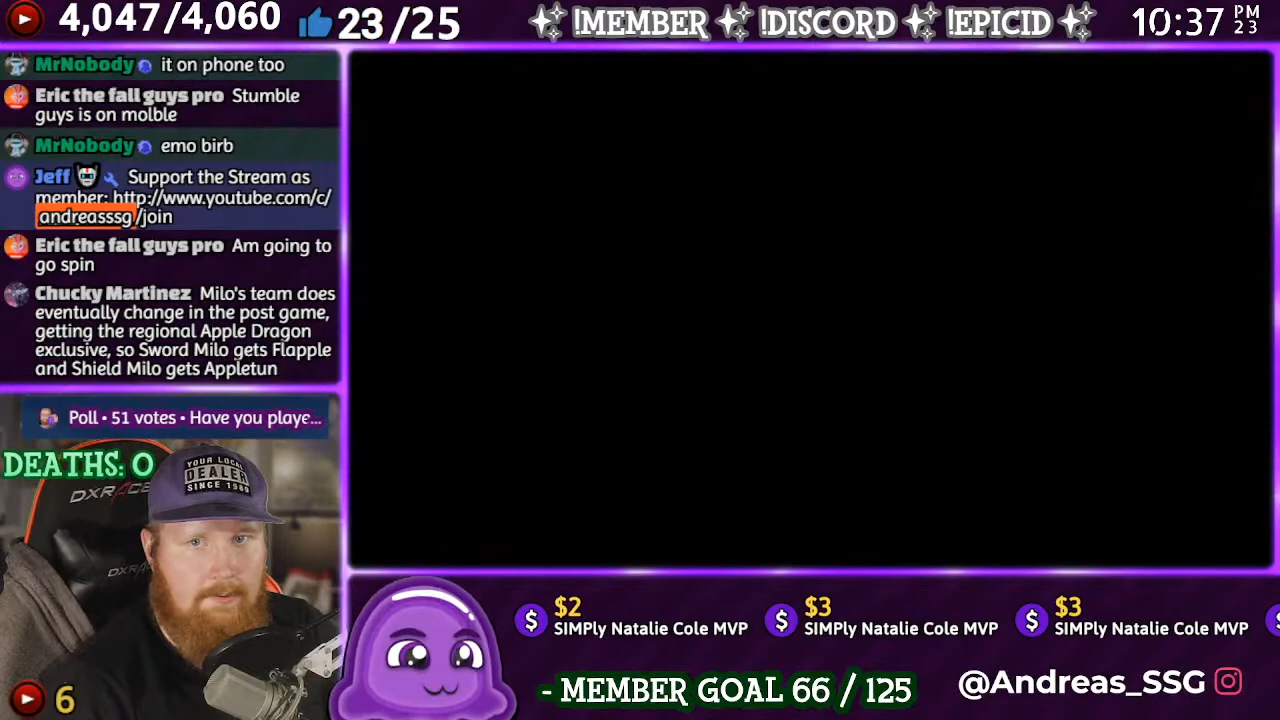 4,047/4,060
23/25
!MEMBER !DISCORD !EPICID
10:37 PM
23
MrNobody it on phone too
Eric the fall guys pro Stumble
guys is on molble
MrNobody emo birb
Jeff Support the Stream as
member: http://www.youtube.com/c/
andreasssg/join
Eric the fall guys pro Am going to
go spin
Chucky Martinez Milo's team does
eventually change in the post game,
getting the regional Apple Dragon
exclusive, so Sword Milo gets Flapple
and Shield Milo gets Appletun
Poll • 51 votes • Have you playe...
DEATHS: 0
YOUR LOCAL
DEALER
SINCE 1989
DXRACE
DXRA
$2
SIMPly Natalie Cole MVP
$3
SIMPly Natalie Cole MVP
$3
SIMPly Natalie Cole MVP
- MEMBER GOAL 66 / 125
@Andreas_SSG
6